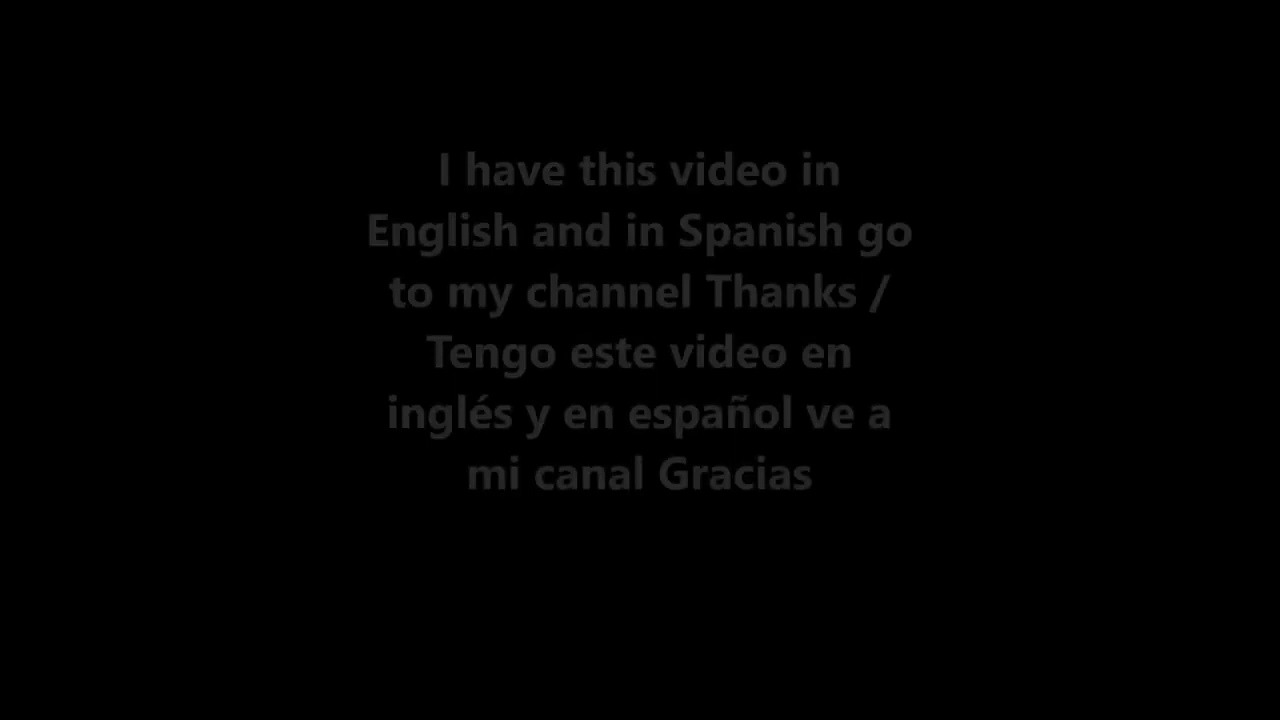 I have this video in
English and in Spanish go
to my channel Thanks /
Tengo este video en
inglés y en español ve a
mi canal Gracias